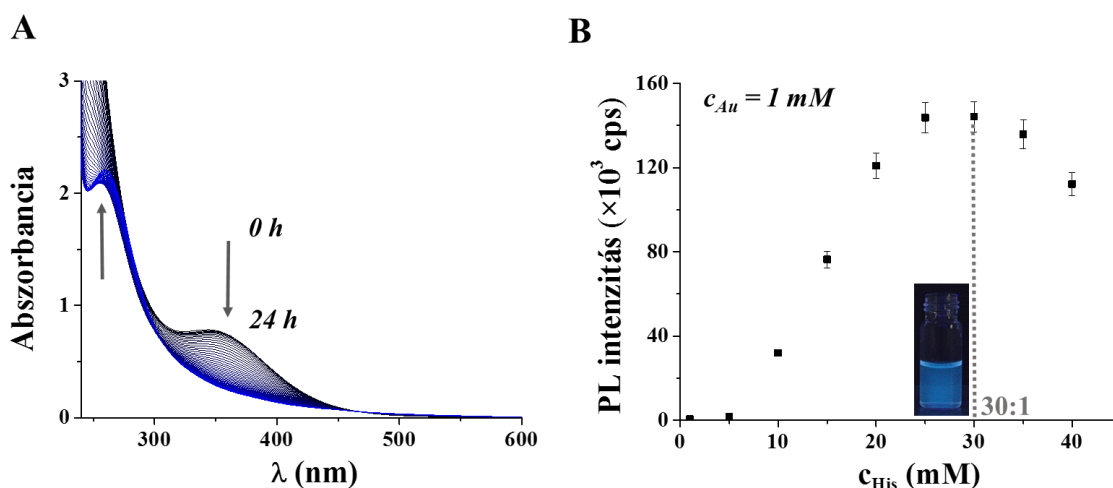 A
3
2
1
0
300
400
500
600
Abszorbancia
λ (nm)
0 h
24 h
B
160
120
80
40
0
0
10
20
30
40
PL intenzitás (×10³ cps)
c_His (mM)
c_Au = 1 mM
30:1